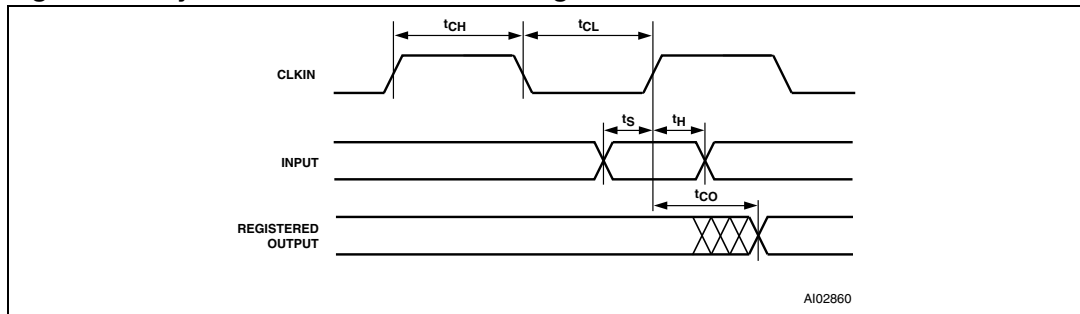 tCH
tCL
CLKIN
tS
tH
INPUT
tCO
REGISTERED
OUTPUT
AI02860